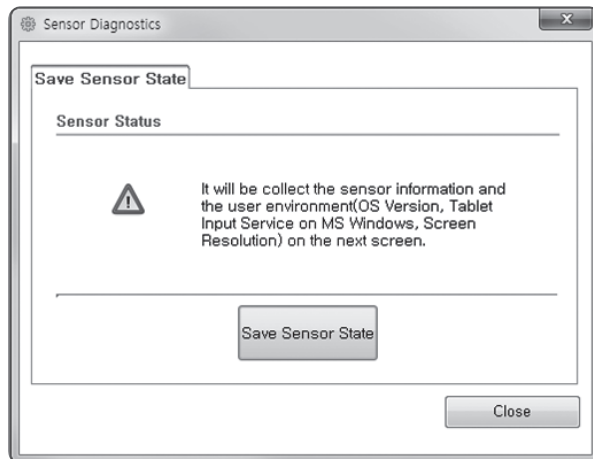 Sensor Diagnostics
Save Sensor State
Sensor Status
It will be collect the sensor information and
the user environment(OS Version, Tablet
Input Service on MS Windows, Screen
Resolution) on the next screen.
Save Sensor State
Close